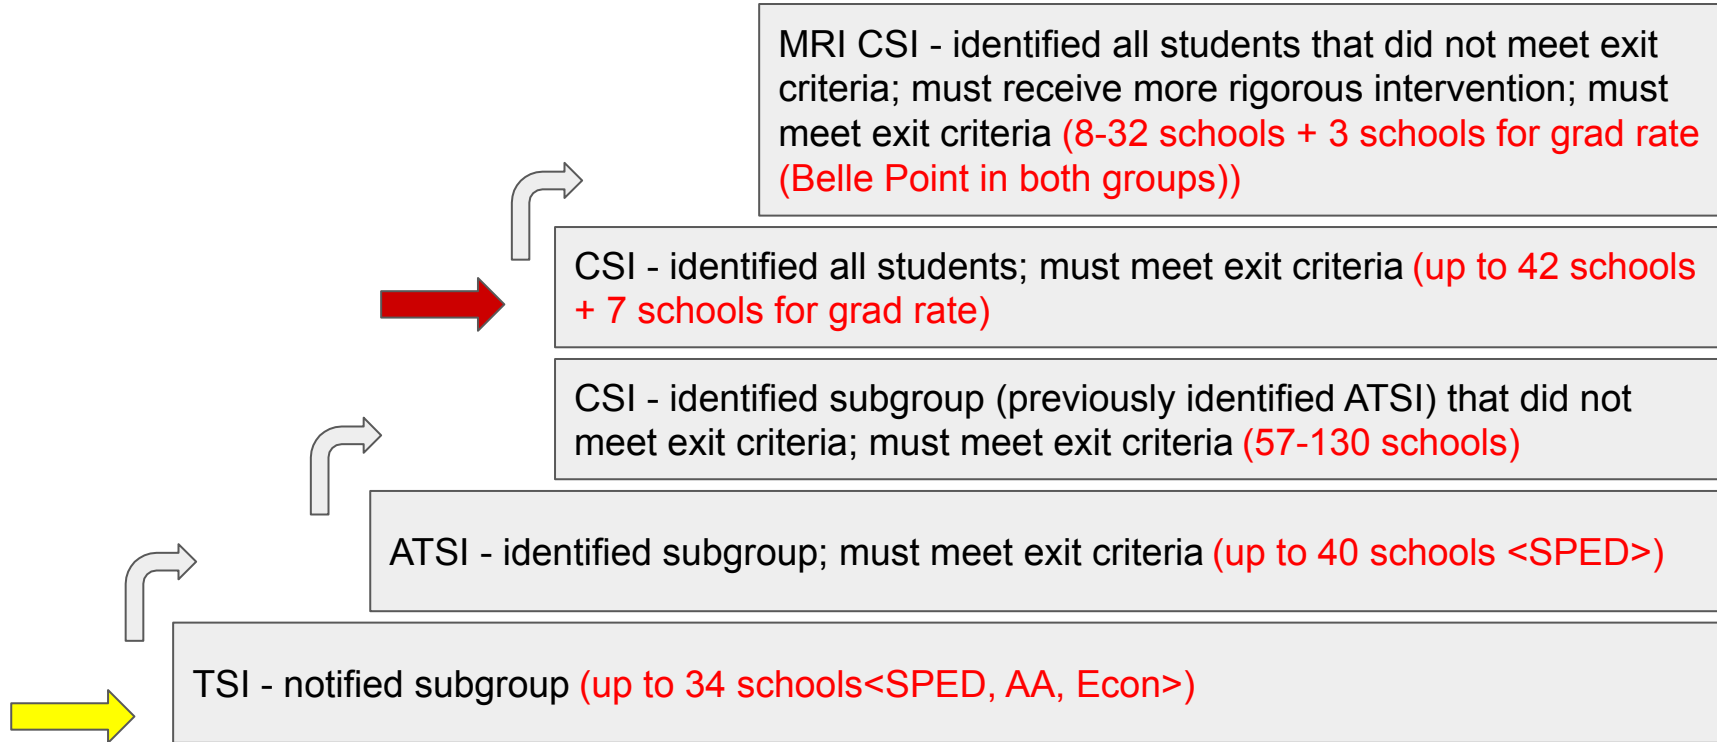 MRI CSI - identified all students that did not meet exit
criteria; must receive more rigorous intervention; must
meet exit criteria (8-32 schools + 3 schools for grad rate
(Belle Point in both groups))
CSI - identified all students; must meet exit criteria (up to 42 schools
+ 7 schools for grad rate)
CSI - identified subgroup (previously identified ATSI) that did not
meet exit criteria; must meet exit criteria (57-130 schools)
ATSI - identified subgroup; must meet exit criteria (up to 40 schools <SPED>)
TSI - notified subgroup (up to 34 schools<SPED, AA, Econ>)